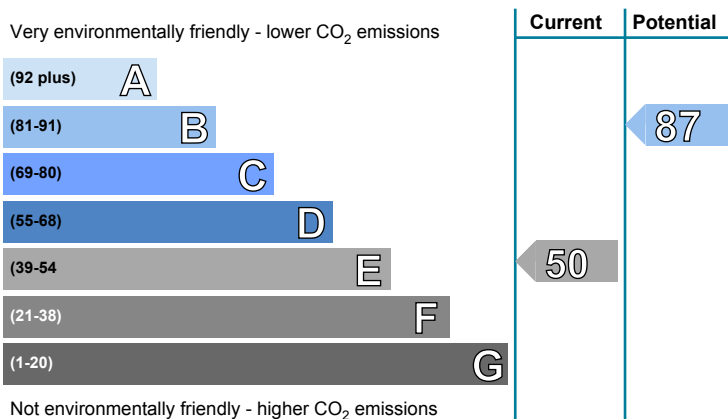 Very environmentally friendly - lower CO2 emissions
Current
Potential
(92 plus) A
(81-91) B
87
(69-80) C
(55-68) D
(39-54 E
50
(21-38) F
(1-20) G
Not environmentally friendly - higher CO2 emissions